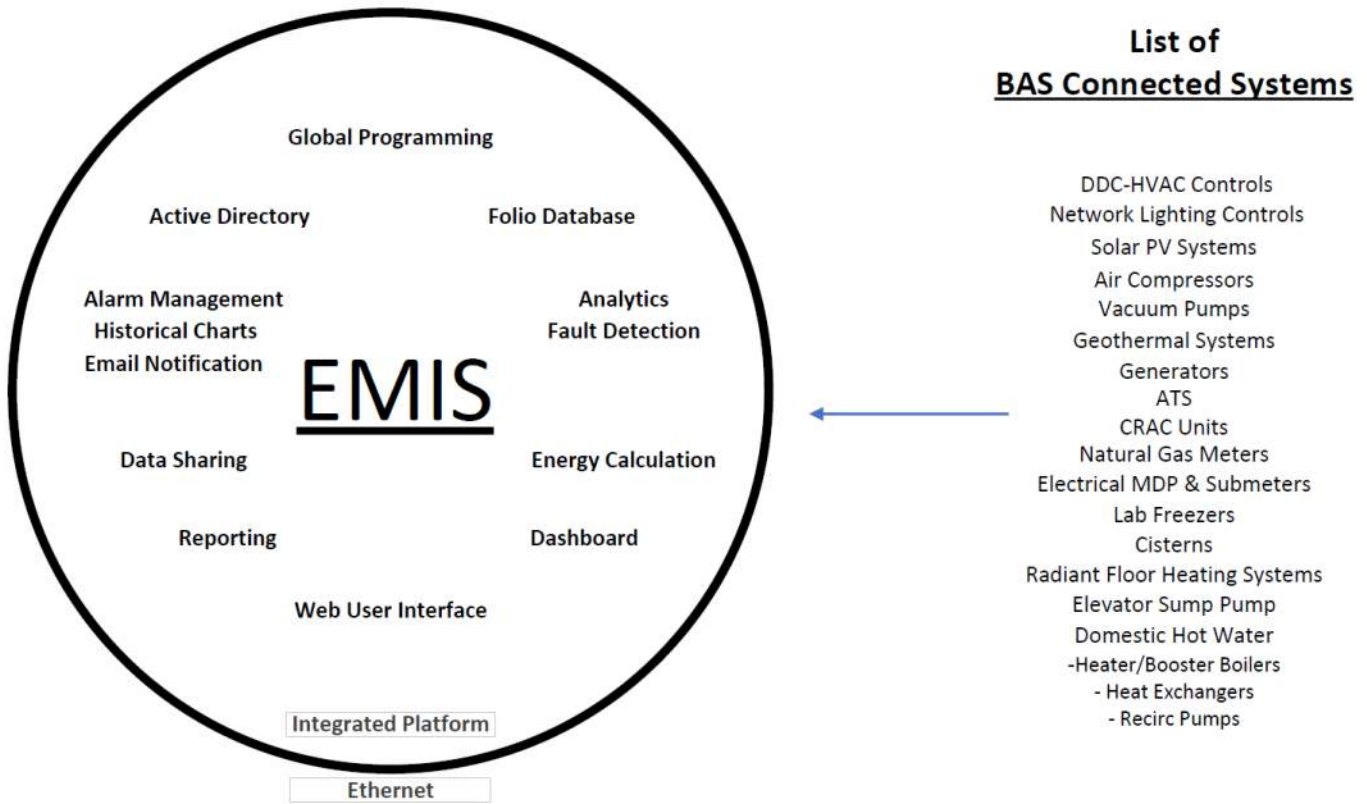 Global Programming
Active Directory
Folio Database
Alarm Management
Historical Charts
Email Notification
Analytics
Fault Detection
EMIS
Data Sharing
Energy Calculation
Reporting
Dashboard
Web User Interface
Integrated Platform
Ethernet
List of
BAS Connected Systems
DDC-HVAC Controls
Network Lighting Controls
Solar PV Systems
Air Compressors
Vacuum Pumps
Geothermal Systems
Generators
ATS
CRAC Units
Natural Gas Meters
Electrical MDP & Submeters
Lab Freezers
Cisterns
Radiant Floor Heating Systems
Elevator Sump Pump
Domestic Hot Water
-Heater/Booster Boilers
- Heat Exchangers
- Recirc Pumps